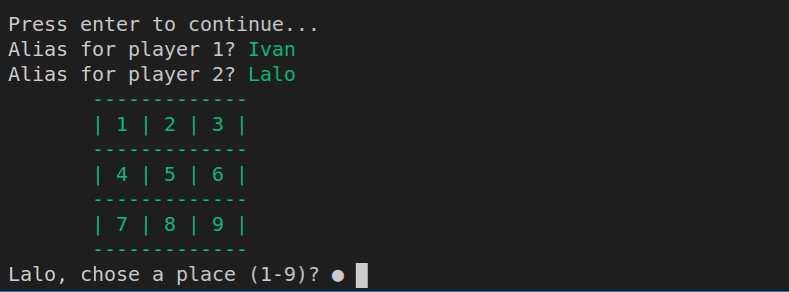 Press enter to continue...
Alias for player 1? Ivan
Alias for player 2? Lalo
-------------
| 1 | 2 | 3 |
-------------
| 4 | 5 | 6 |
-------------
| 7 | 8 | 9 |
-------------
Lalo, chose a place (1-9)? ●